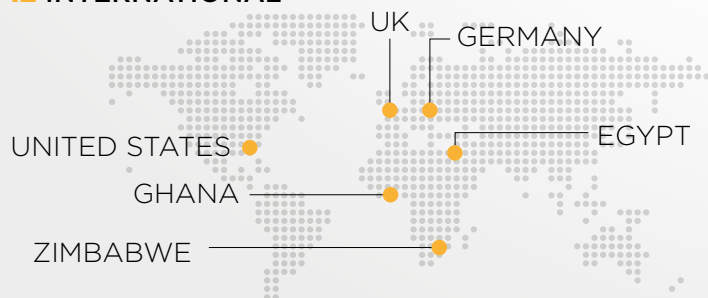 INTERNATIONAL
UK
GERMANY
EGYPT
UNITED STATES
GHANA
ZIMBABWE